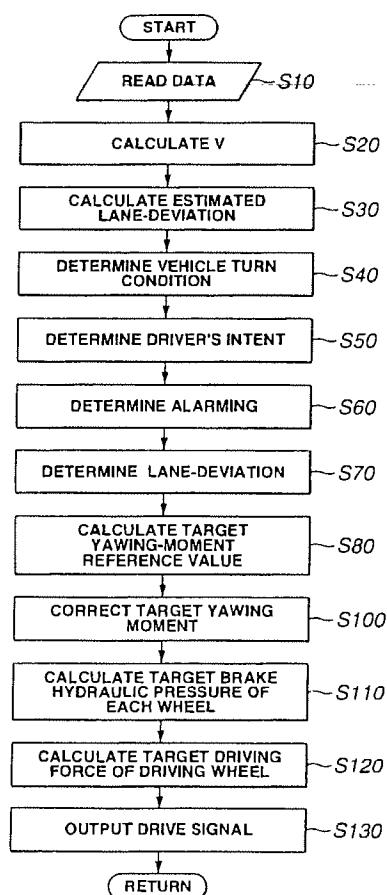 START
READ DATA
S10
CALCULATE V
S20
CALCULATE ESTIMATED
LANE-DEVIATION
S30
DETERMINE VEHICLE TURN
CONDITION
S40
DETERMINE DRIVER'S INTENT
S50
DETERMINE ALARMING
S60
DETERMINE LANE-DEVIATION
S70
CALCULATE TARGET
YAWING-MOMENT
REFERENCE VALUE
S80
CORRECT TARGET YAWING
MOMENT
S100
CALCULATE TARGET BRAKE
HYDRAULIC PRESSURE OF
EACH WHEEL
S110
CALCULATE TARGET DRIVING
FORCE OF DRIVING WHEEL
S120
OUTPUT DRIVE SIGNAL
S130
RETURN